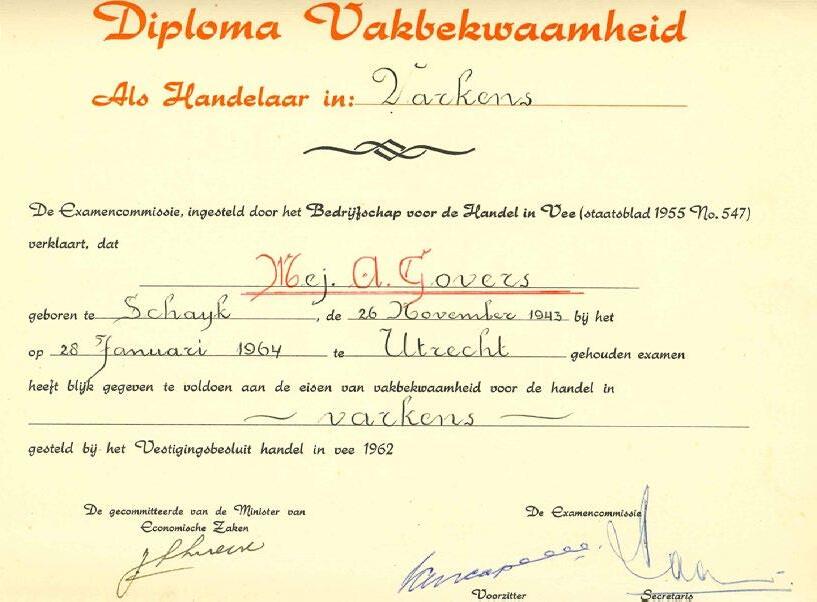 Diploma Vakbekwaamheid
Als Handelaar in: Varkens
De Examencommissie, ingesteld door het Bedrijfschap voor de Handel in Vee (staatsblad 1955 No. 547)
verklaart, dat
Mej. A. Govers
geboren te Schayk, de 26 November 1943 bij het
op 28 Januari 1964 te Utrecht gehouden examen
heeft blijk gegeven te voldoen aan de eisen van vakbekwaamheid voor de handel in
varkens
gesteld bij het Vestigingsbesluit handel in vee 1962
De gecommitteerde van de Minister van De Examencommissie
Economische Zaken
Voorzitter Secretaris